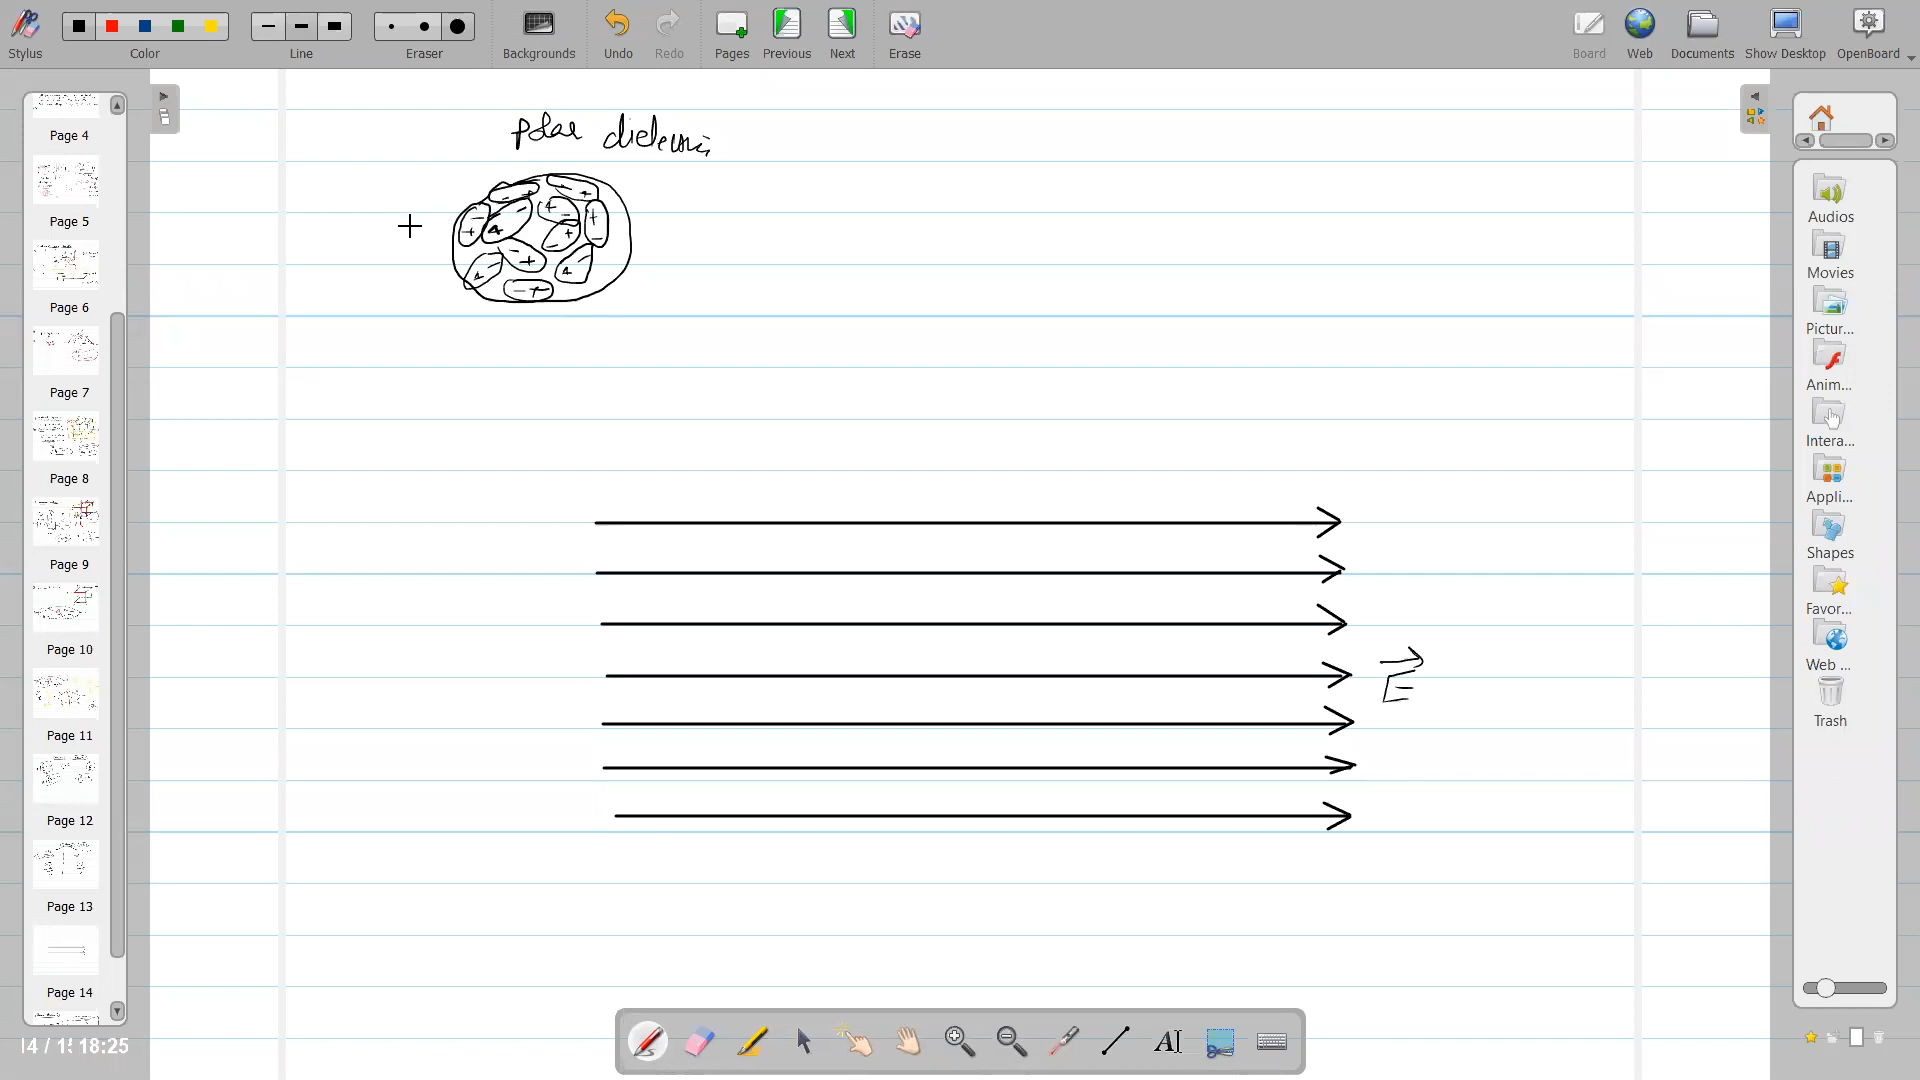 Stylus Color Line Eraser Backgrounds Undo Redo Pages Previous Next Erase Board Web Documents Show Desktop OpenBoard
Page 4
Page 5
Page 6
Page 7
Page 8
Page 9
Page 10
Page 11
Page 12
Page 13
Page 14
18:25
polar
E
Audios
Movies
Pictur...
Anim...
Intera...
Appli...
Shapes
Favor...
Web ...
Trash
AI